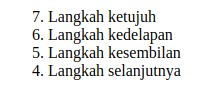 7. Langkah ketujuh
6. Langkah kedelapan
5. Langkah kesembilan
4. Langkah selanjutnya